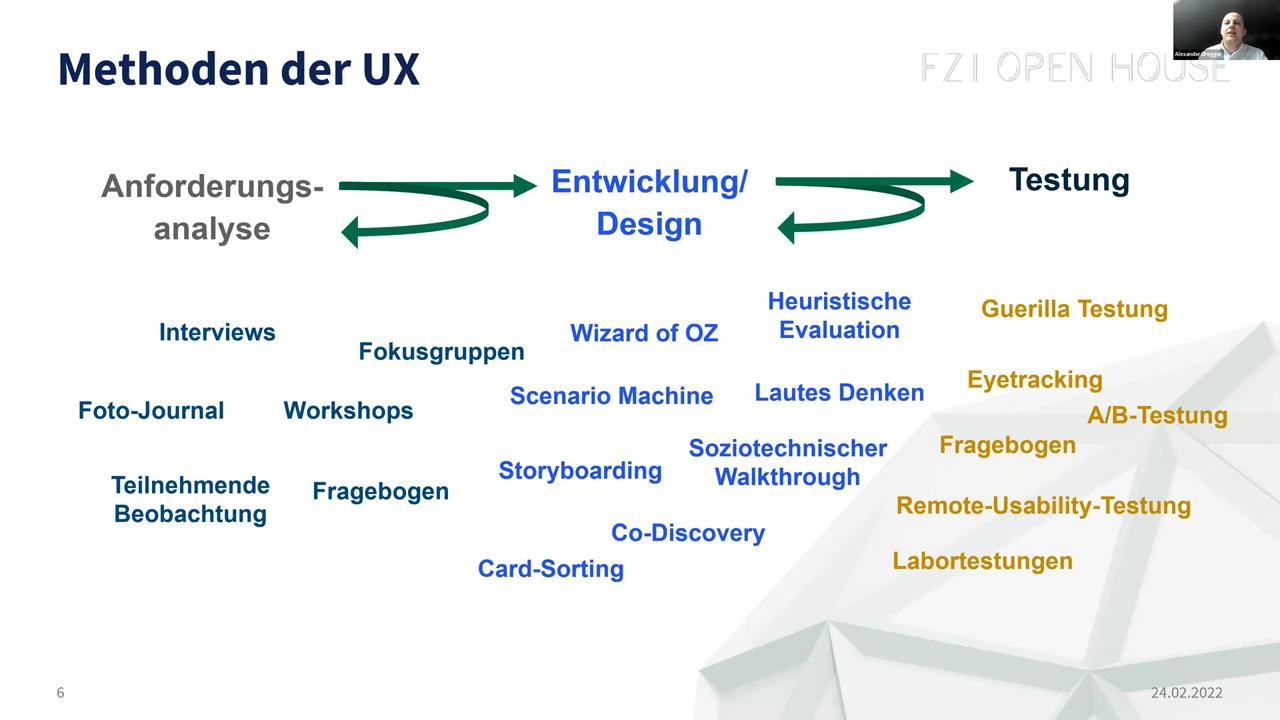 Methoden der UX
FZI OPEN HOUSE
Alexander Dregger
Anforderungs-
analyse
Entwicklung/
Design
Testung
Interviews
Fokusgruppen
Foto-Journal
Workshops
Teilnehmende
Beobachtung
Fragebogen
Wizard of OZ
Heuristische
Evaluation
Scenario Machine
Lautes Denken
Storyboarding
Soziotechnischer
Walkthrough
Co-Discovery
Card-Sorting
Guerilla Testung
Eyetracking
A/B-Testung
Fragebogen
Remote-Usability-Testung
Labortestungen
6
24.02.2022